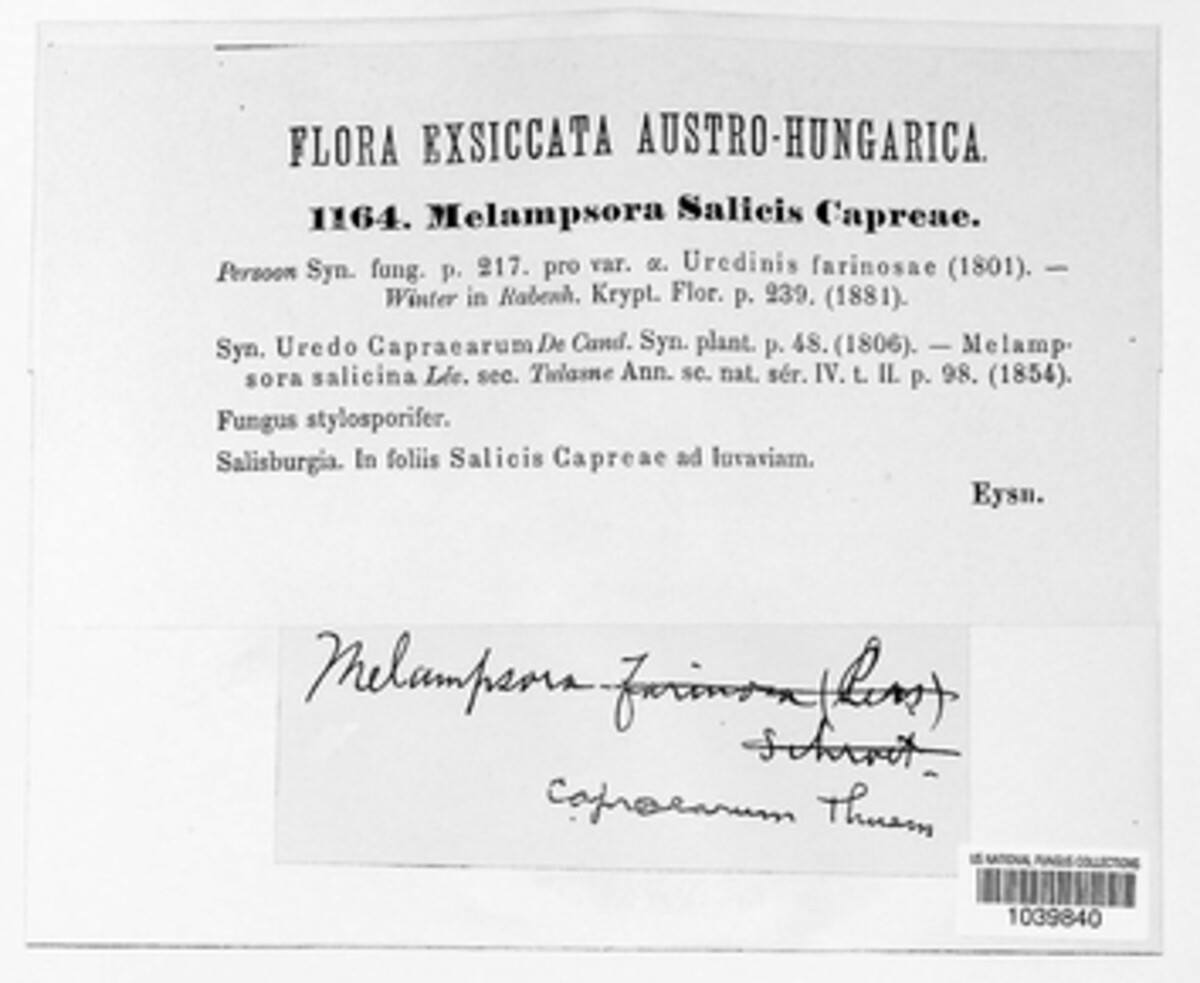 FLORA EXSICCATA AUSTRO-HUNGARICA.
1164. Melampsora Salicis Capreae.
Persoon Syn. fung. p. 217. pro var. α. Uredinis farinosae (1801). —
Winter in Rabenh. Krypt. Flor. p. 239. (1881).
Syn. Uredo Capraearum De Cand. Syn. plant. p. 48. (1806). — Melamp-
sora salicina Lév. sec. Tulasne Ann. sc. nat. sér. IV. t. II. p. 98. (1854).
Fungus stylosporifer.
Salisburgia. In foliis Salicis Capreae ad Iuvaviam.
Eysn.
Melampsora farinosa (Pers)
Schroet.
Capraearum Thuem
US NATIONAL FUNGUS COLLECTIONS
1039840